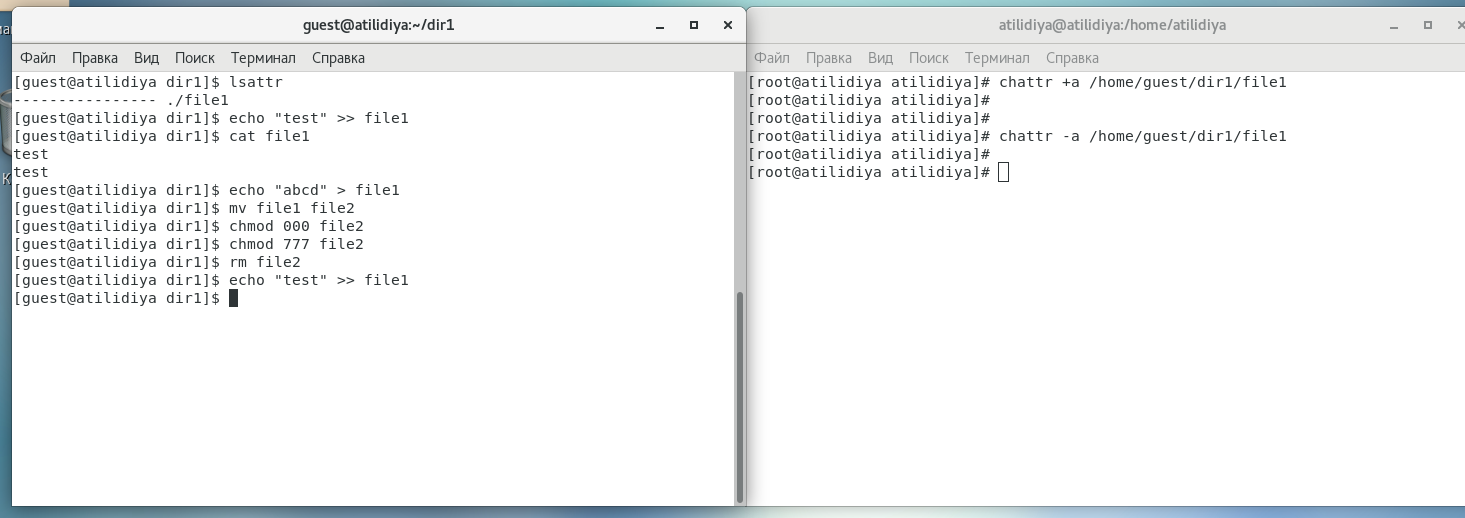 guest@atilidiya:~/dir1
Файл Правка Вид Поиск Терминал Справка
[guest@atilidiya dir1]$ lsattr
---------------- ./file1
[guest@atilidiya dir1]$ echo "test" >> file1
[guest@atilidiya dir1]$ cat file1
test
test
[guest@atilidiya dir1]$ echo "abcd" > file1
[guest@atilidiya dir1]$ mv file1 file2
[guest@atilidiya dir1]$ chmod 000 file2
[guest@atilidiya dir1]$ chmod 777 file2
[guest@atilidiya dir1]$ rm file2
[guest@atilidiya dir1]$ echo "test" >> file1
[guest@atilidiya dir1]$
atilidiya@atilidiya:/home/atilidiya
Файл Правка Вид Поиск Терминал Справка
[root@atilidiya atilidiya]# chattr +a /home/guest/dir1/file1
[root@atilidiya atilidiya]#
[root@atilidiya atilidiya]#
[root@atilidiya atilidiya]# chattr -a /home/guest/dir1/file1
[root@atilidiya atilidiya]#
[root@atilidiya atilidiya]#